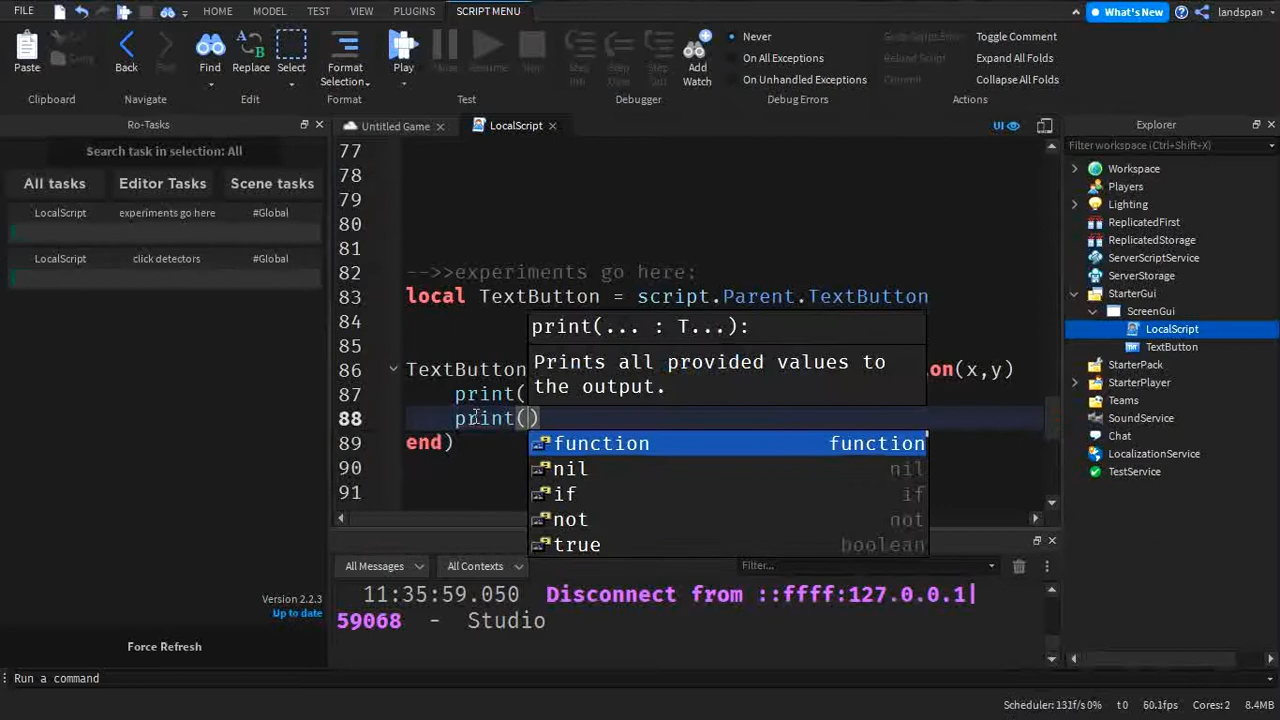 FILE
HOME
MODEL
TEST
VIEW
PLUGINS
SCRIPT MENU
What's New
landspan
Paste
Back
Find
Replace
Select
Format
Selection
Play
Stop
Step
Add
Watch
Never
On All Exceptions
On Unhandled Exceptions
Reload Script
Commit
Toggle Comment
Expand All Folds
Collapse All Folds
Clipboard
Navigate
Edit
Format
Test
Debugger
Debug Errors
Actions
Ro-Tasks
Untitled Game
LocalScript
UI
Explorer
Search task in selection: All
Filter workspace (Ctrl+Shift+X)
All tasks
Editor Tasks
Scene tasks
LocalScript experiments go here #Global
LocalScript click detectors #Global
Version 2.2.3
Up to date
Force Refresh
77
78
79
80
81
82 -->>experiments go here:
83 local TextButton = script.Parent.TextButton
84
85
86 TextButton on(x,y)
87 print(
88 print()
89 end)
90
91
print(... : T...):
Prints all provided values to
the output.
function function
nil nil
if if
not not
true boolean
Workspace
Players
Lighting
ReplicatedFirst
ReplicatedStorage
ServerScriptService
ServerStorage
StarterGui
ScreenGui
LocalScript
TextButton
StarterPack
StarterPlayer
Teams
SoundService
Chat
LocalizationService
TestService
All Messages
All Contexts
Filter...
11:35:59.050 Disconnect from ::ffff:127.0.0.1|
59068 - Studio
Run a command
Scheduler: 131f/s0%
t 0
60.1fps
Cores: 2
8.4MB